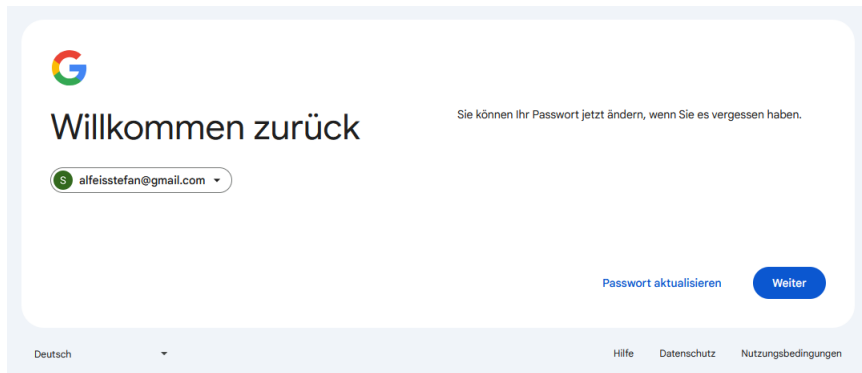 Willkommen zurück
S alfeisstefan@gmail.com
Sie können Ihr Passwort jetzt ändern, wenn Sie es vergessen haben.
Passwort aktualisieren
Weiter
Deutsch
Hilfe
Datenschutz
Nutzungsbedingungen